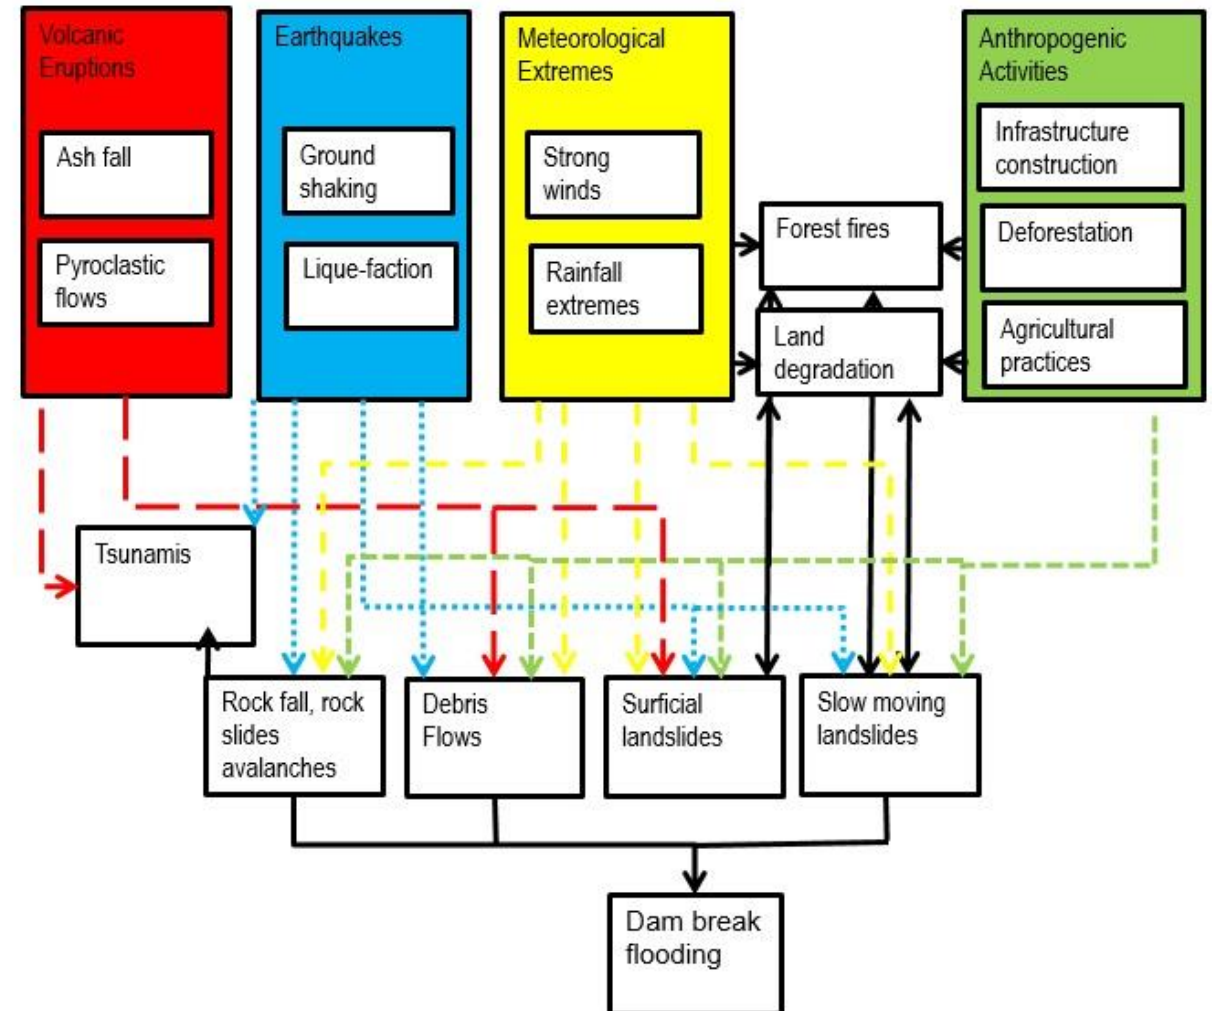 Volcanic
Eruptions
Ash fall
Pyroclastic
flows
Earthquakes
Ground
shaking
Lique-faction
Meteorological
Extremes
Strong
winds
Rainfall
extremes
Forest fires
Land
degradation
Anthropogenic
Activities
Infrastructure
construction
Deforestation
Agricultural
practices
Tsunamis
Rock fall, rock
slides
avalanches
Debris
Flows
Surficial
landslides
Slow moving
landslides
Dam break
flooding